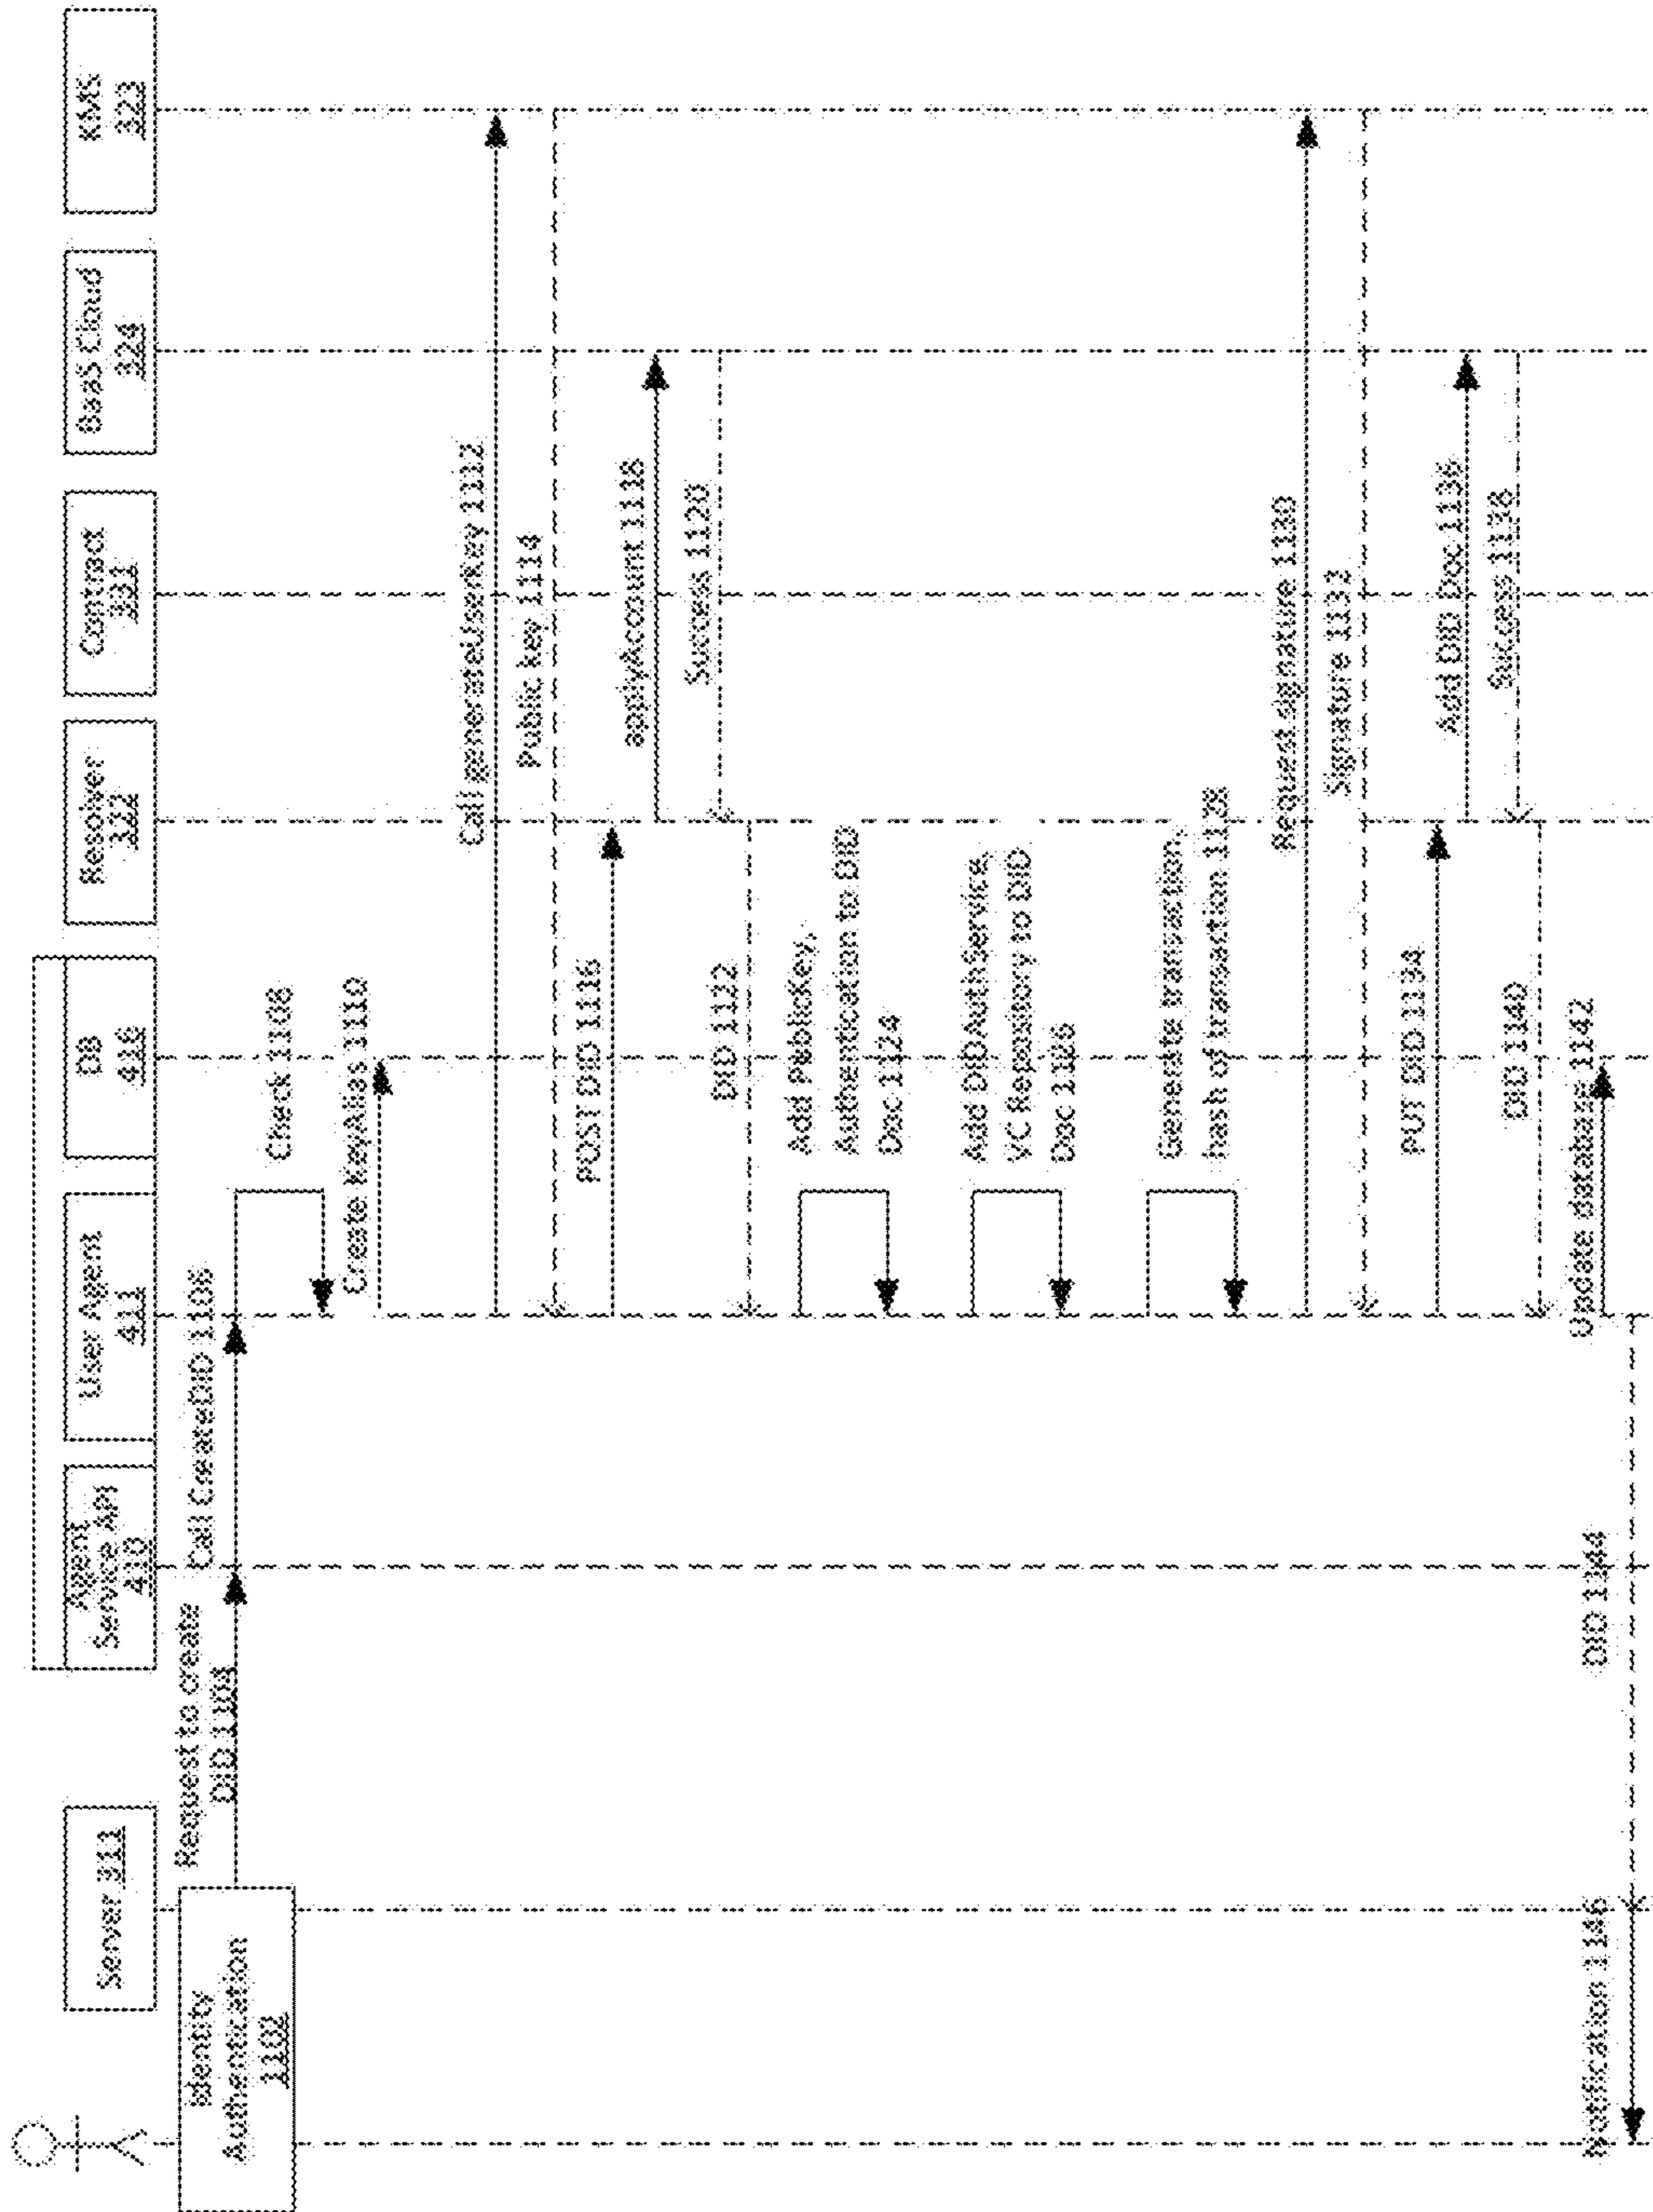 Server 311
Agent
Service API
410
User Agent
411
DB
416
Resolver
122
Contract
331
BaaS Cloud
324
KMS
323
Identity
Authentication
1102
Request to create
DID 1104
Call CreateDID 1106
Check 1108
Create KeyAlias 1110
Call generateUserKey 1112
Public key 1114
POST DID 1116
applyAccount 1118
Success 1120
DID 1122
Add PublicKey,
Authentication to DID
Doc 1124
Add DIDAuthService,
VC Repository to DID
Doc 1126
Generate transaction,
hash of transaction 1128
Request signature 1130
Signature 1132
PUT DID 1134
Add DID Doc 1136
Success 1138
DID 1140
Update database 1142
DID 1144
Notification 1146